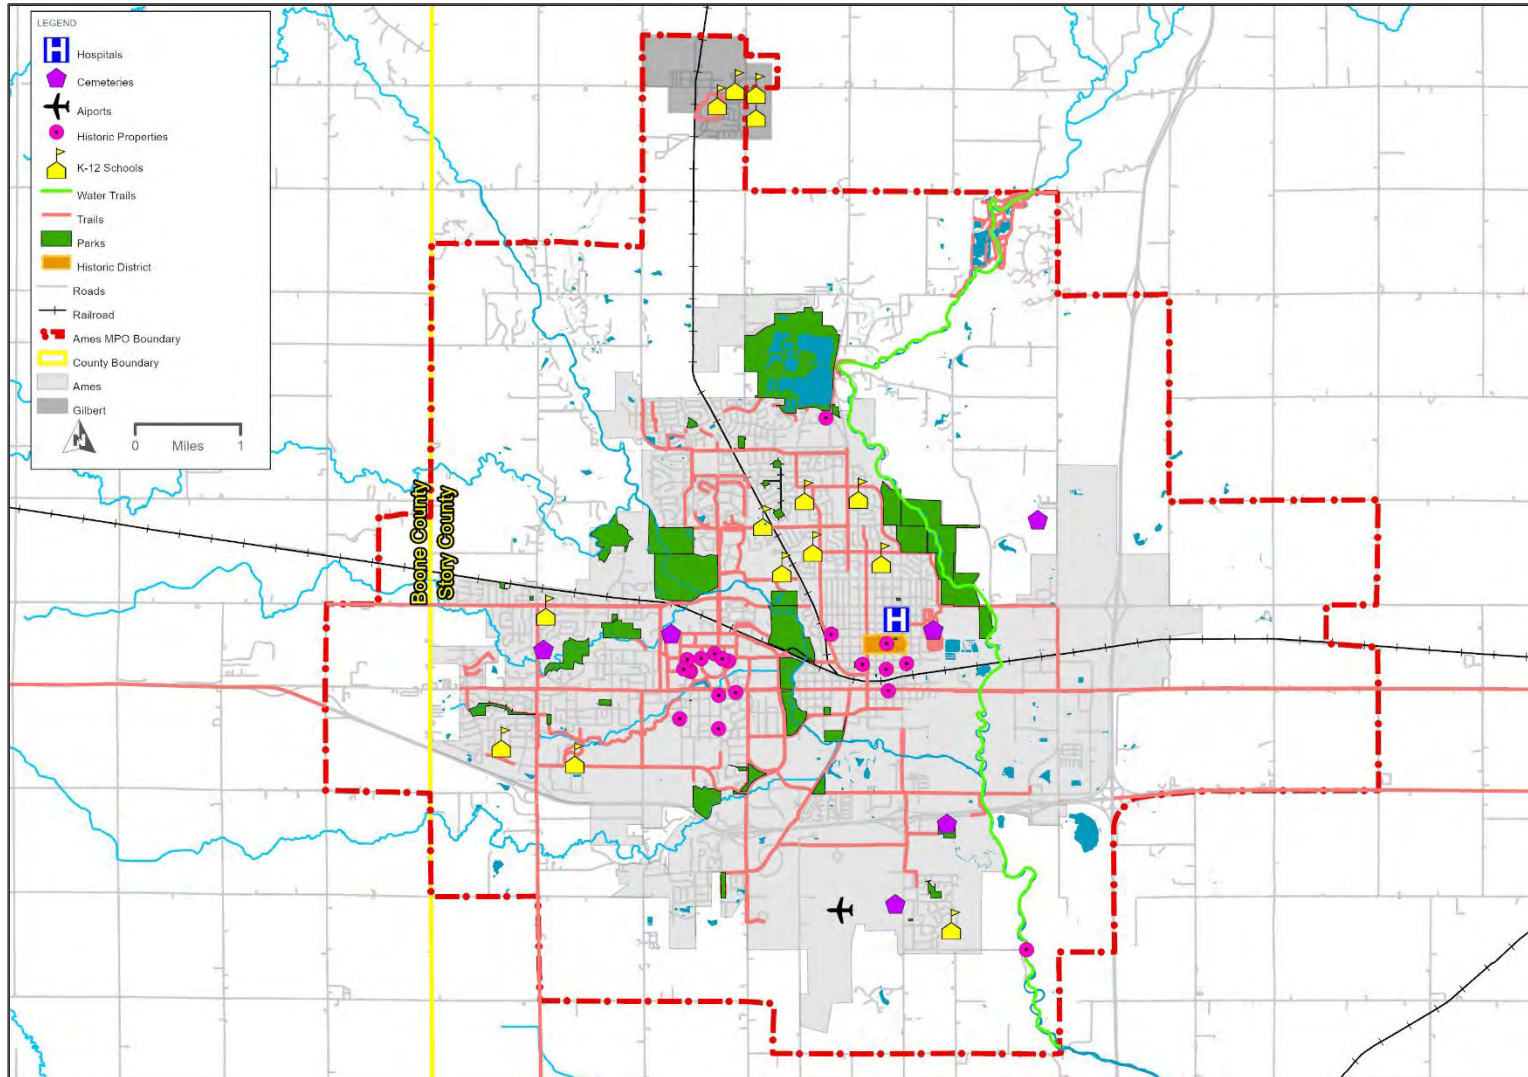 LEGEND
H Hospitals
Cemeteries
Aiports
Historic Properties
K-12 Schools
Water Trails
Trails
Parks
Historic District
Roads
Railroad
Ames MPO Boundary
County Boundary
Ames
Gilbert
N
0 Miles 1
Boone County
Story County
H